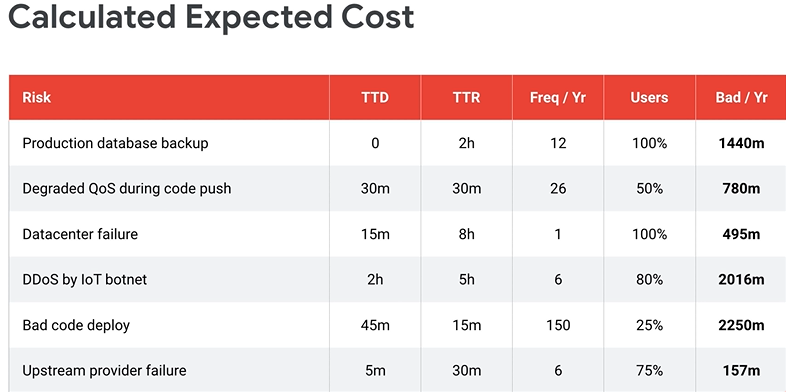 Calculated Expected Cost
Risk TTD TTR Freq / Yr Users Bad / Yr
Production database backup 0 2h 12 100% 1440m
Degraded QoS during code push 30m 30m 26 50% 780m
Datacenter failure 15m 8h 1 100% 495m
DDoS by IoT botnet 2h 5h 6 80% 2016m
Bad code deploy 45m 15m 150 25% 2250m
Upstream provider failure 5m 30m 6 75% 157m